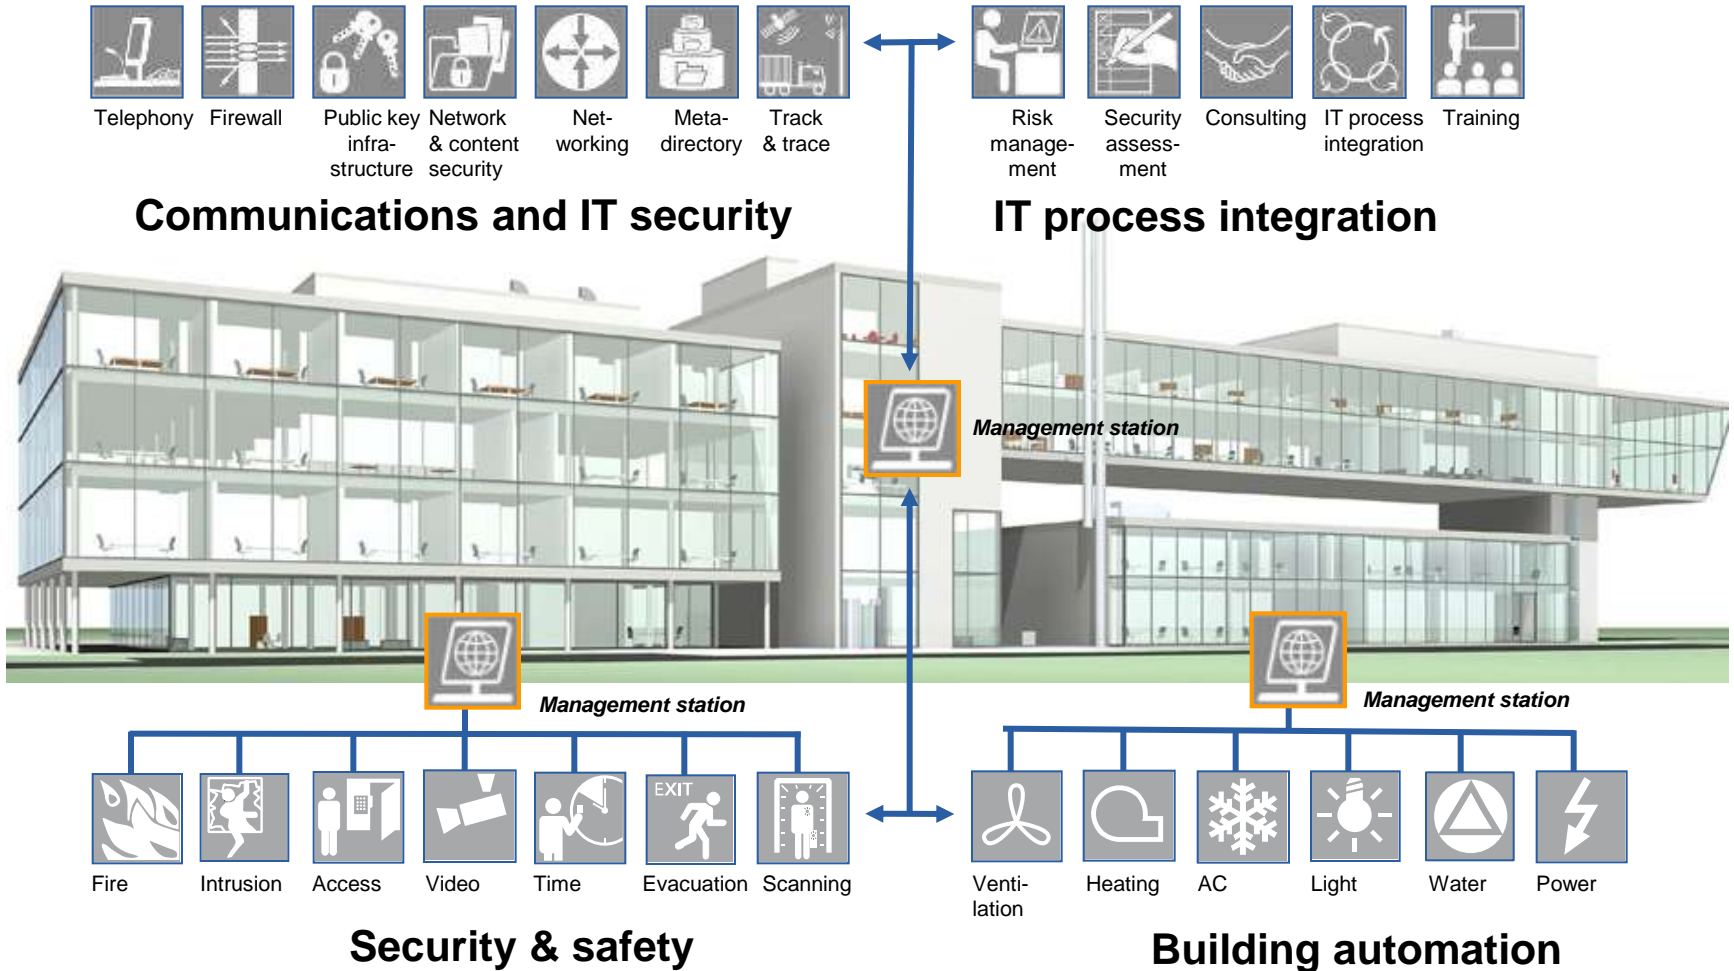 Telephony
Firewall
Public key
infra-
structure
Network
& content
security
Net-
working
Meta-
directory
Track
& trace
Risk
manage-
ment
Security
assess-
ment
Consulting
IT process
integration
Training
Communications and IT security
IT process integration
Management station
Management station
Management station
EXIT
Fire
Intrusion
Access
Video
Time
Evacuation
Scanning
Venti-
lation
Heating
AC
Light
Water
Power
Security & safety
Building automation